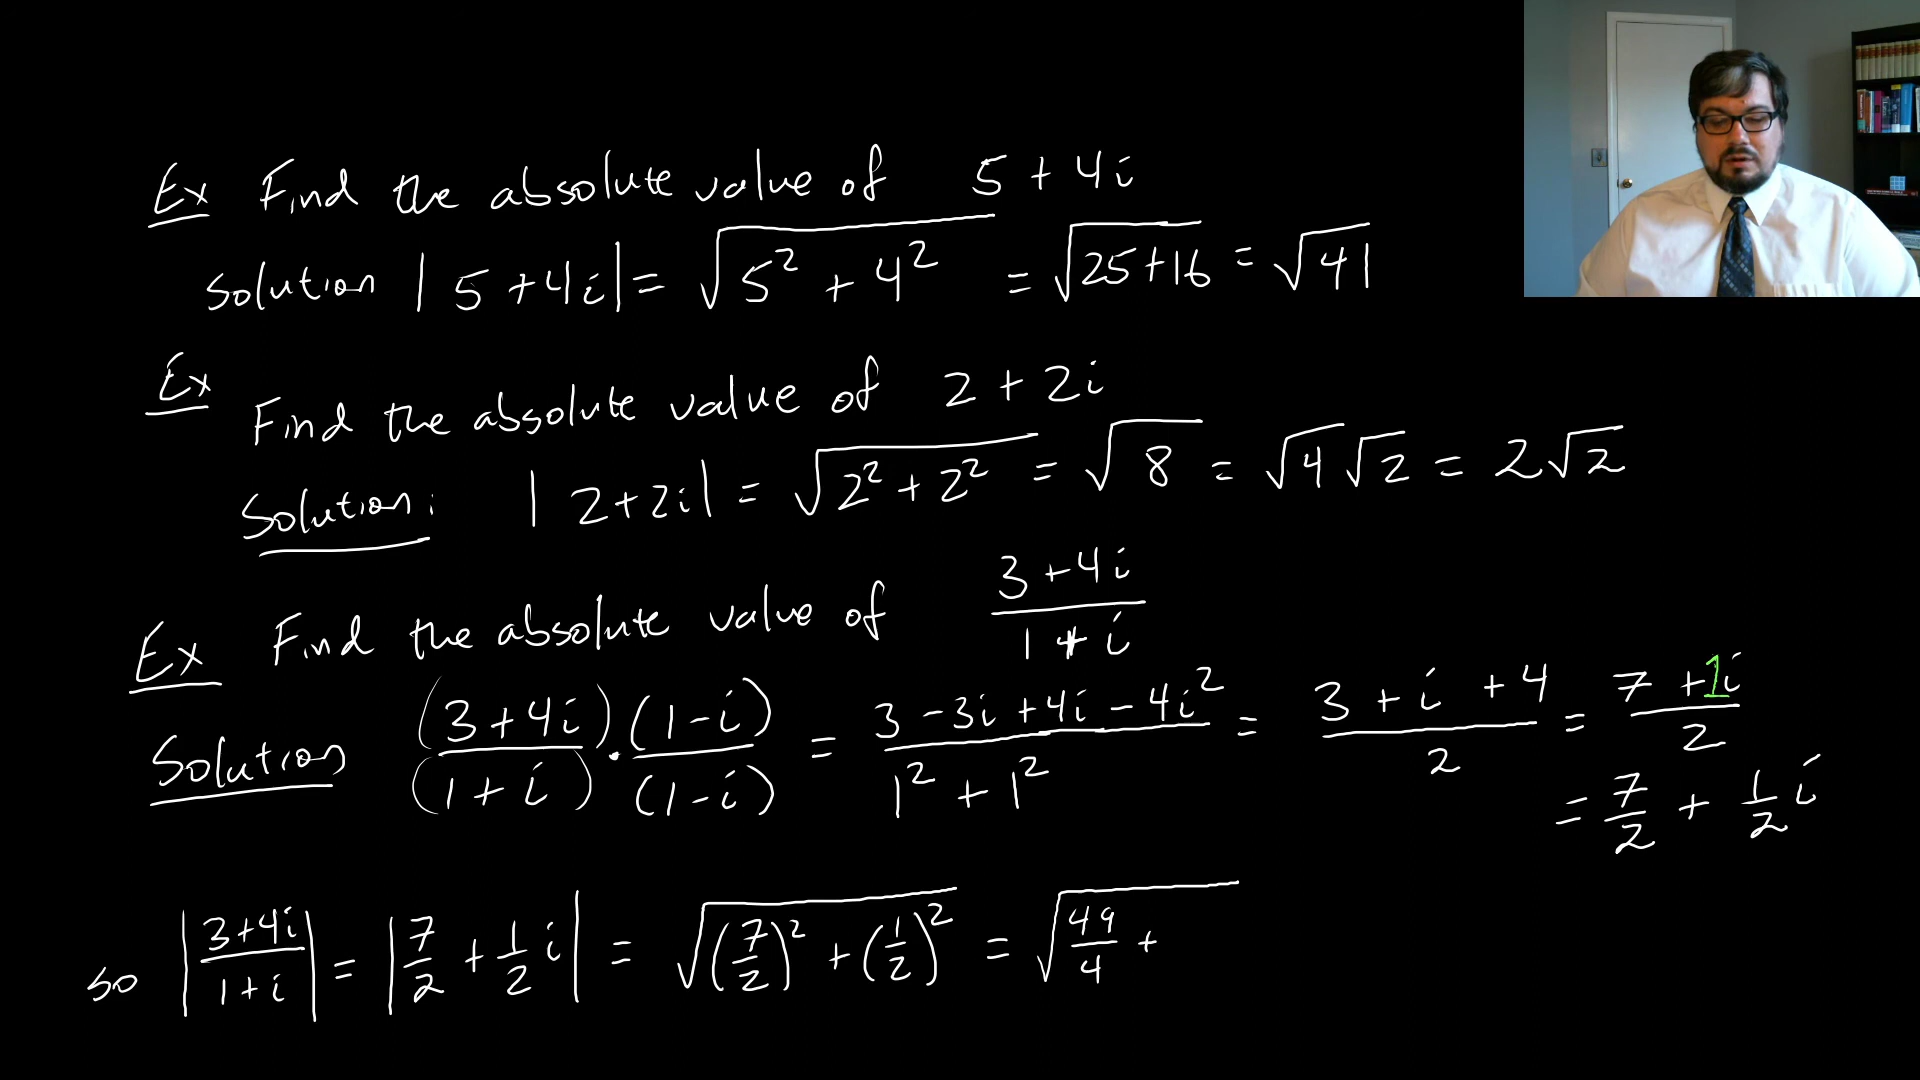 Ex Find the absolute value of 5 + 4i
Solution |5 + 4i| = √(5² + 4²) = √(25+16) = √41
Ex Find the absolute value of 2 + 2i
Solution: |2+2i| = √(2² + 2²) = √8 = √4 √2 = 2√2
Ex Find the absolute value of (3+4i)/(1+i)
Solution (3+4i)/(1+i) · (1-i)/(1-i) = (3 - 3i + 4i - 4i²)/(1² + 1²) = (3 + i + 4)/2 = (7 + 1i)/2
= 7/2 + 1/2 i
so |(3+4i)/(1+i)| = |7/2 + 1/2 i| = √((7/2)² + (1/2)²) = √(49/4 +